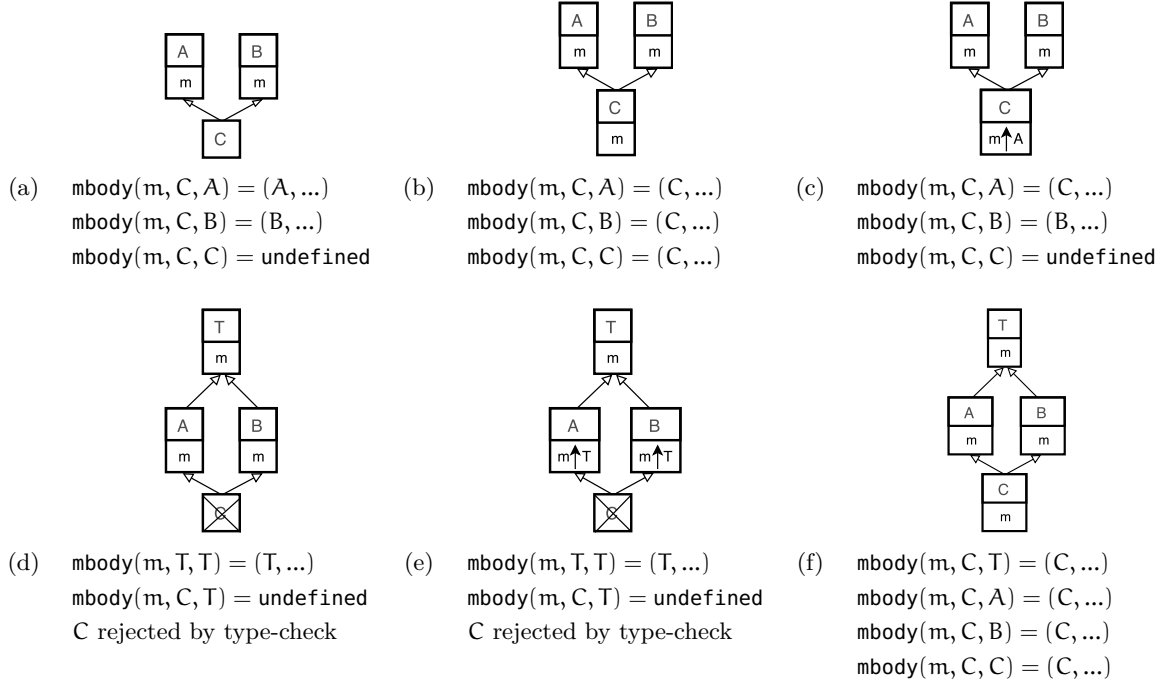 A B
m m
C
(a) mbody(m, C, A) = (A, ...)
mbody(m, C, B) = (B, ...)
mbody(m, C, C) = undefined
A B
m m
C
m
(b) mbody(m, C, A) = (C, ...)
mbody(m, C, B) = (C, ...)
mbody(m, C, C) = (C, ...)
A B
m m
C
m↑A
(c) mbody(m, C, A) = (C, ...)
mbody(m, C, B) = (B, ...)
mbody(m, C, C) = undefined
T
m
A B
m m
C
(d) mbody(m, T, T) = (T, ...)
mbody(m, C, T) = undefined
C rejected by type-check
T
m
A B
m↑T m↑T
C
(e) mbody(m, T, T) = (T, ...)
mbody(m, C, T) = undefined
C rejected by type-check
T
m
A B
m m
C
m
(f) mbody(m, C, T) = (C, ...)
mbody(m, C, A) = (C, ...)
mbody(m, C, B) = (C, ...)
mbody(m, C, C) = (C, ...)